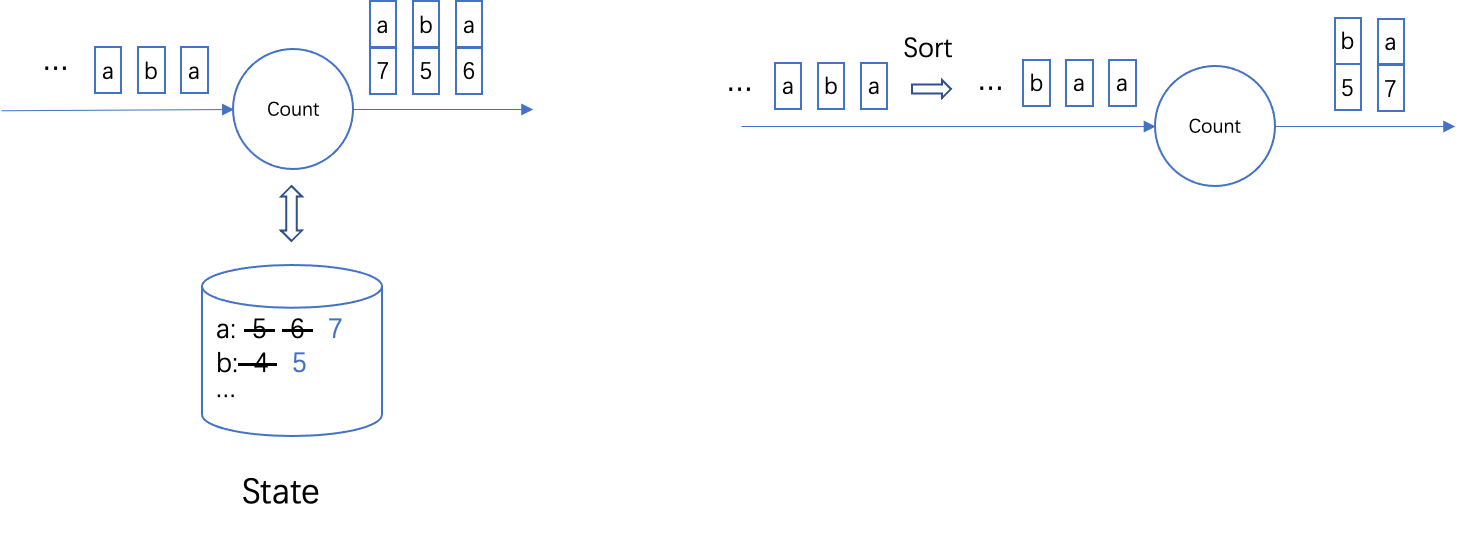 ... a b a
Count
a b a
7 5 6
a: 5 6 7
b: 4 5
...
State
... a b a
Sort
... b a a
Count
b a
5 7